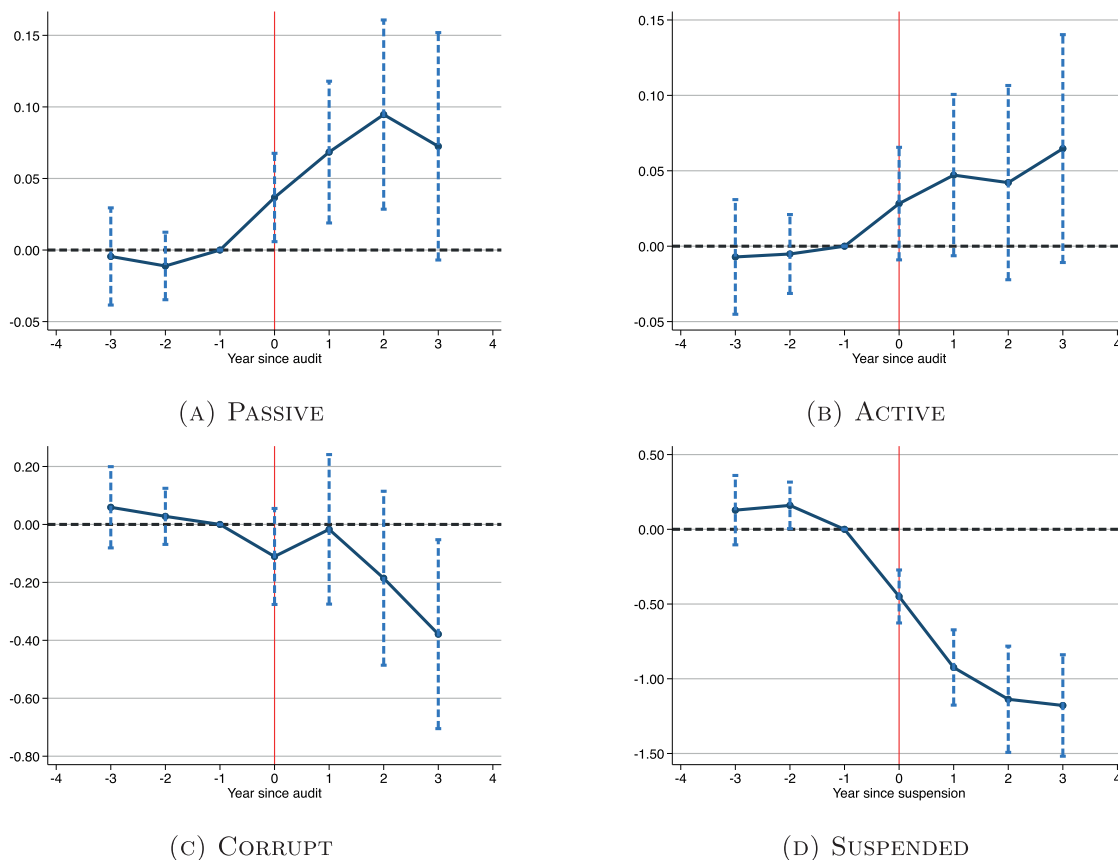 0.15
0.10
0.05
0.00
-0.05
-4 -3 -2 -1 0 1 2 3 4
Year since audit
(A) PASSIVE
0.15
0.10
0.05
0.00
-0.05
-4 -3 -2 -1 0 1 2 3 4
Year since audit
(B) ACTIVE
0.20
0.00
-0.20
-0.40
-0.60
-0.80
-4 -3 -2 -1 0 1 2 3 4
Year since audit
(C) CORRUPT
0.50
0.00
-0.50
-1.00
-1.50
-4 -3 -2 -1 0 1 2 3 4
Year since suspension
(D) SUSPENDED